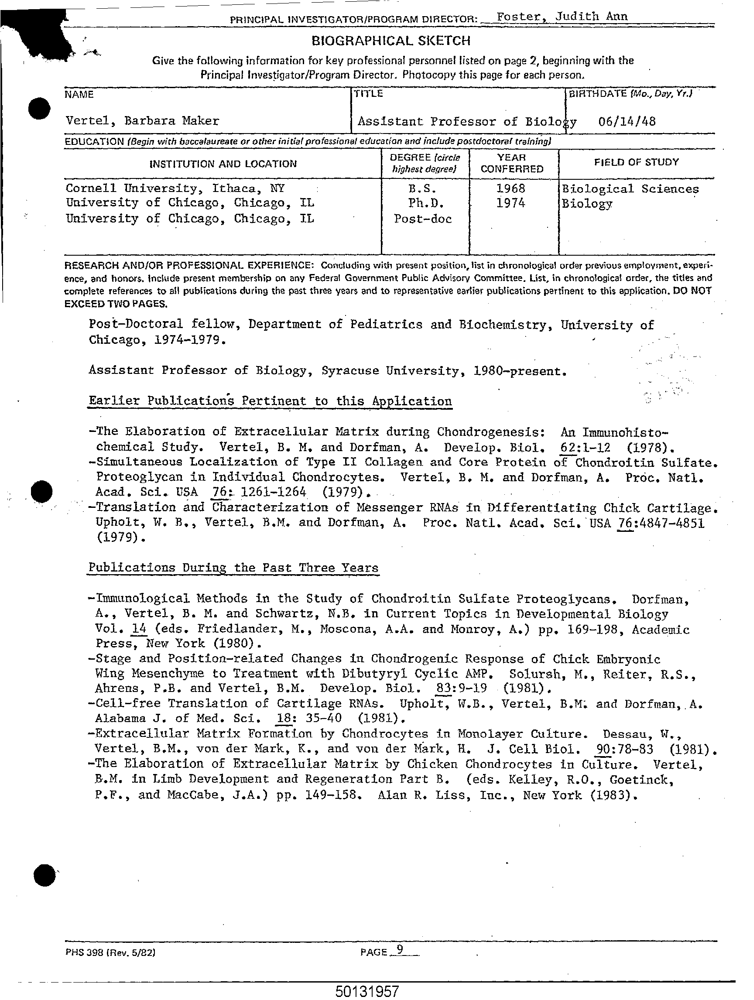 PRINCIPAL INVESTIGATOR/PROGRAM DIRECTOR: Foster, Judith Ann
BIOGRAPHICAL SKETCH
Give the following information for key professional personnel listed on page 2, beginning with the
Principal Investigator/Program Director. Photocopy this page for each person.
NAME TITLE BIRTHDATE (Mo., Day, Yr.)
Vertel, Barbara Maker Assistant Professor of Biology 06/14/48
EDUCATION (Begin with baccalaureate or other initial professional education and include postdoctoral training)
INSTITUTION AND LOCATION DEGREE (circle highest degree) YEAR CONFERRED FIELD OF STUDY
Cornell University, Ithaca, NY B.S. 1968 Biological Sciences
University of Chicago, Chicago, IL Ph.D. 1974 Biology
University of Chicago, Chicago, IL Post-doc
RESEARCH AND/OR PROFESSIONAL EXPERIENCE: Concluding with present position, list in chronological order previous employment, experi-
ence, and honors. Include present membership on any Federal Government Public Advisory Committee. List, in chronological order, the titles and
complete references to all publications during the past three years and to representative earlier publications pertinent to this application. DO NOT
EXCEED TWO PAGES.
Post-Doctoral fellow, Department of Pediatrics and Biochemistry, University of
Chicago, 1974-1979.
Assistant Professor of Biology, Syracuse University, 1980-present.
Earlier Publications Pertinent to this Application
-The Elaboration of Extracellular Matrix during Chondrogenesis: An Immunohisto-
chemical Study. Vertel, B. M. and Dorfman, A. Develop. Biol. 62:1-12 (1978).
-Simultaneous Localization of Type II Collagen and Core Protein of Chondroitin Sulfate.
Proteoglycan in Individual Chondrocytes. Vertel, B. M. and Dorfman, A. Proc. Natl.
Acad. Sci. USA 76: 1261-1264 (1979).
-Translation and Characterization of Messenger RNAs in Differentiating Chick Cartilage.
Upholt, W. B., Vertel, B.M. and Dorfman, A. Proc. Natl. Acad. Sci. USA 76:4847-4851
(1979).
Publications During the Past Three Years
-Immunological Methods in the Study of Chondroitin Sulfate Proteoglycans. Dorfman,
A., Vertel, B. M. and Schwartz, N.B. in Current Topics in Developmental Biology
Vol. 14 (eds. Friedlander, M., Moscona, A.A. and Monroy, A.) pp. 169-198, Academic
Press, New York (1980).
-Stage and Position-related Changes in Chondrogenic Response of Chick Embryonic
Wing Mesenchyme to Treatment with Dibutyryl Cyclic AMP. Solursh, M., Reiter, R.S.,
Ahrens, P.B. and Vertel, B.M. Develop. Biol. 83:9-19 (1981).
-Cell-free Translation of Cartilage RNAs. Upholt, W.B., Vertel, B.M. and Dorfman, A.
Alabama J. of Med. Sci. 18: 35-40 (1981).
-Extracellular Matrix Formation by Chondrocytes in Monolayer Culture. Dessau, W.,
Vertel, B.M., von der Mark, K., and von der Mark, H. J. Cell Biol. 90:78-83 (1981).
-The Elaboration of Extracellular Matrix by Chicken Chondrocytes in Culture. Vertel,
B.M. in Limb Development and Regeneration Part B. (eds. Kelley, R.O., Goetinck,
P.F., and MacCabe, J.A.) pp. 149-158. Alan R. Liss, Inc., New York (1983).
PHS 398 (Rev. 5/82) PAGE 9
50131957